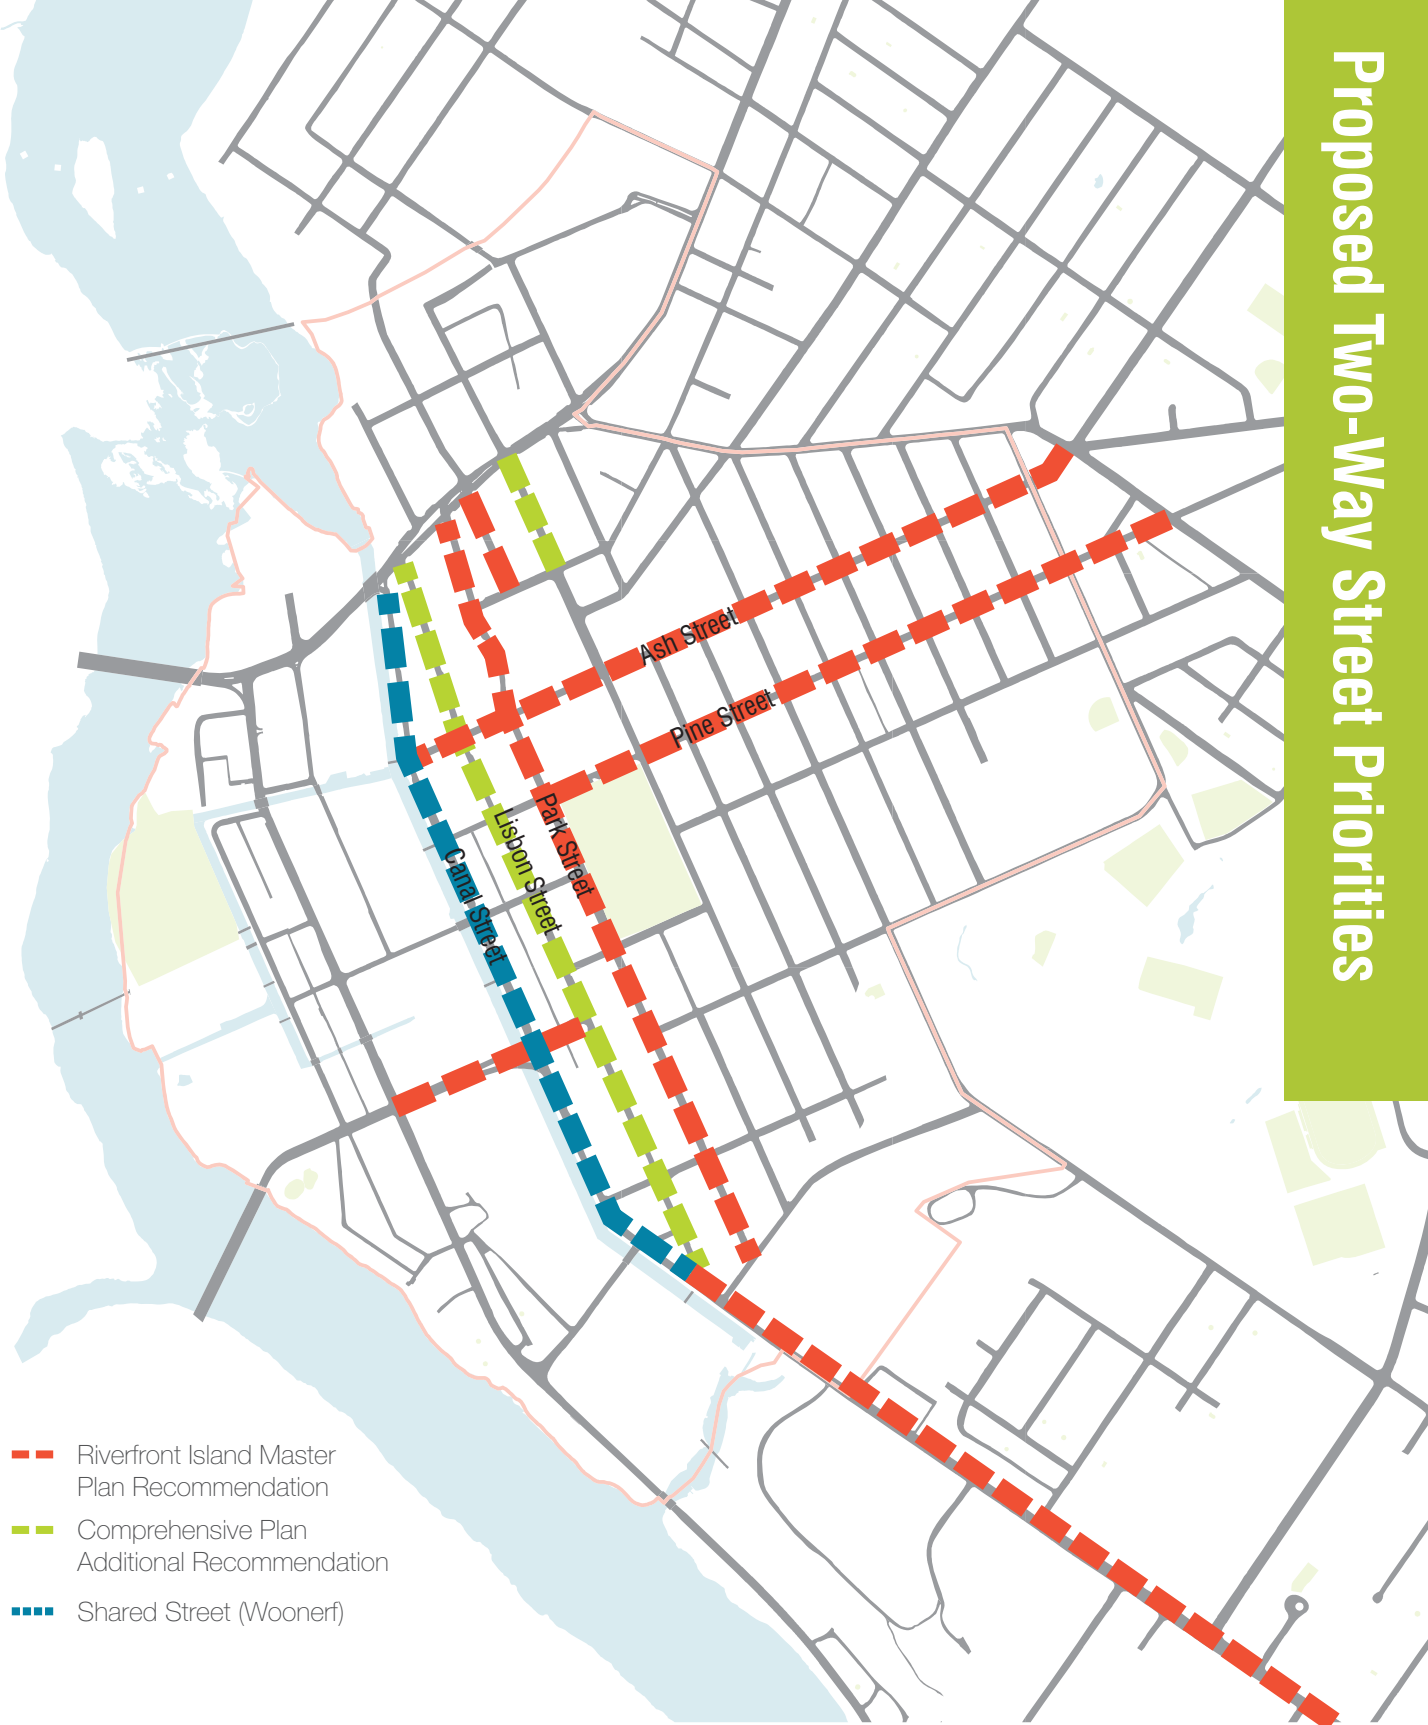 Proposed Two-Way Street Priorities
Ash Street
Pine Street
Park Street
Lisbon Street
Canal Street
Riverfront Island Master
Plan Recommendation
Comprehensive Plan
Additional Recommendation
Shared Street (Woonerf)